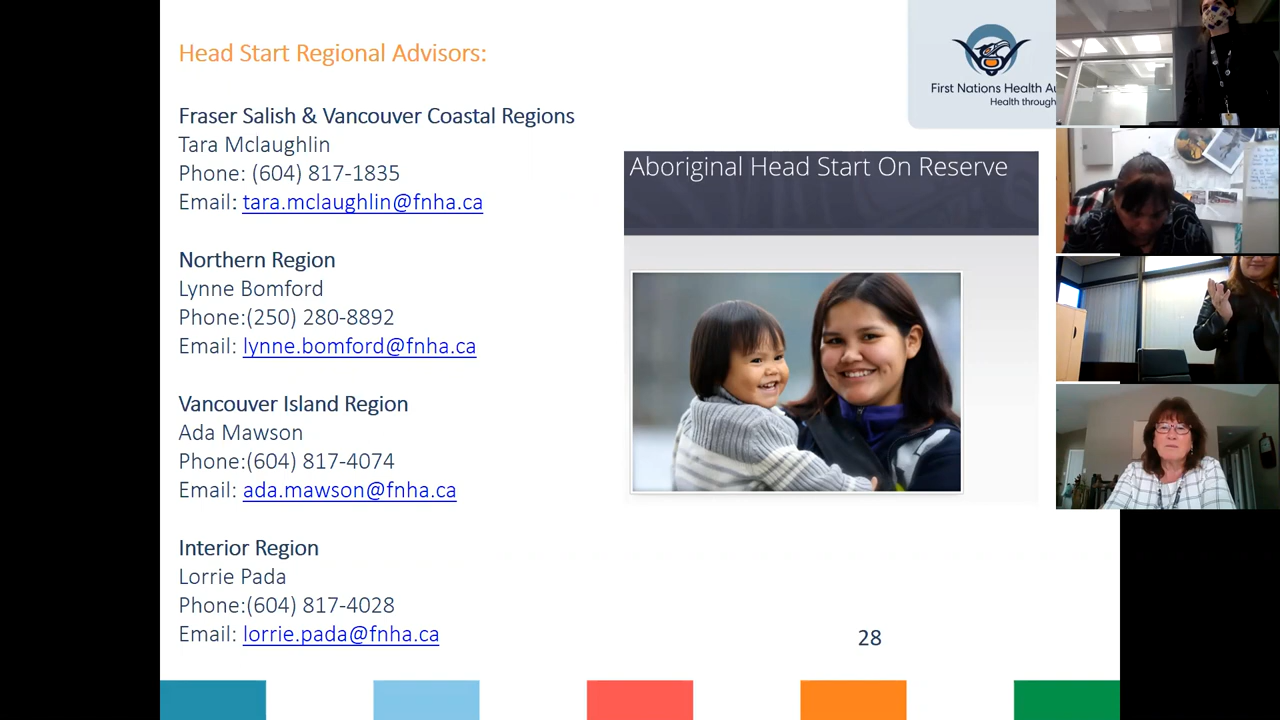 Head Start Regional Advisors:
Fraser Salish & Vancouver Coastal Regions
Tara Mclaughlin
Phone: (604) 817-1835
Email: tara.mclaughlin@fnha.ca
Northern Region
Lynne Bomford
Phone:(250) 280-8892
Email: lynne.bomford@fnha.ca
Vancouver Island Region
Ada Mawson
Phone:(604) 817-4074
Email: ada.mawson@fnha.ca
Interior Region
Lorrie Pada
Phone:(604) 817-4028
Email: lorrie.pada@fnha.ca
First Nations Health Au
Health through
Aboriginal Head Start On Reserve
28